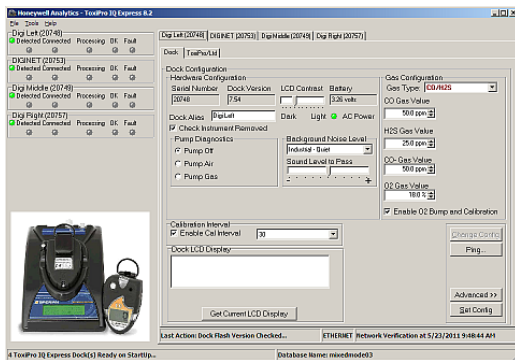 Honeywell Analytics - ToxiPro IQ Express 8.2
File Tools Help
Digi Left (20748)
Detected Connected Processing OK Fault
DIGINET (20753)
Detected Connected Processing OK Fault
Digi Middle (20749)
Detected Connected Processing OK Fault
Digi Right (20757)
Detected Connected Processing OK Fault
Digi Left (20748) DIGINET (20753) Digi Middle (20749) Digi Right (20757)
Dock ToxiPro/Ltd
Dock Configuration
Hardware Configuration
Serial Number Dock Version LCD Contrast Battery
20748 7.54 3.26 volts
Dock Alias DigiLeft Dark Light AC Power
Check Instrument Removed
Pump Diagnostics
Pump Off
Pump Air
Pump Gas
Background Noise Level
Industrial - Quiet
Sound Level to Pass
- +
Gas Configuration
Gas Type: CO/H2S
CO Gas Value
50.0 ppm
H2S Gas Value
25.0 ppm
CO- Gas Value
50.0 ppm
O2 Gas Value
18.0 %
Enable O2 Bump and Calibration
Calibration Interval
Enable Cal Interval 30
Dock LCD Display
Get Current LCD Display
Change Config
Ping...
Advanced >>
Set Config
Last Action: Dock Flash Version Checked... ETHERNET Network Verification at 5/23/2011 9:48:44 AM
4 ToxiPro IQ Express Dock(s) Ready on StartUp... Database Name: mixedmode03